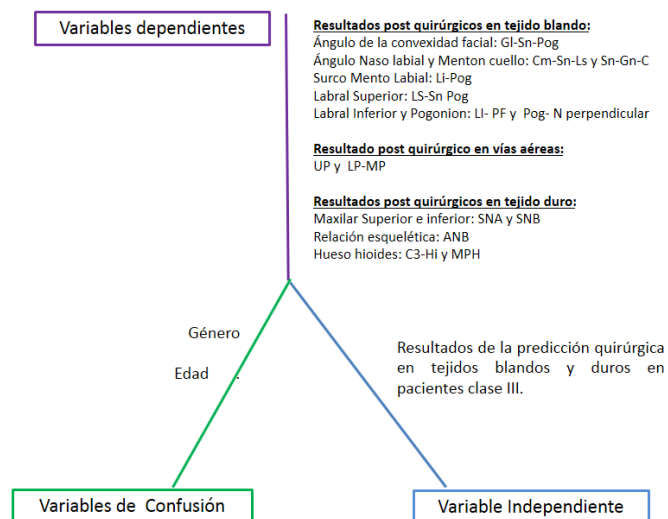 Variables dependientes
Resultados post quirúrgicos en tejido blando:
Ángulo de la convexidad facial: Gl-Sn-Pog
Ángulo Naso labial y Menton cuello: Cm-Sn-Ls y Sn-Gn-C
Surco Mento Labial: Li-Pog
Labral Superior: LS-Sn Pog
Labral Inferior y Pogonion: LI- PF y  Pog- N perpendicular
Resultado post quirúrgico en vías aéreas:
UP y  LP-MP
Resultados post quirúrgicos en tejido duro:
Maxilar Superior e inferior: SNA y SNB
Relación esquelética: ANB
Hueso hioides: C3-Hi y MPH
Género
Edad    .
Resultados de la predicción quirúrgica
en tejidos blandos y duros en
pacientes clase III.
Variables de  Confusión
Variable Independiente